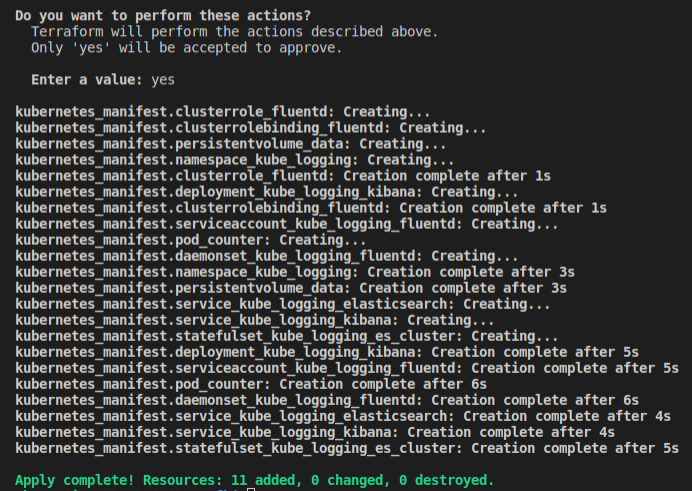 Do you want to perform these actions?
Terraform will perform the actions described above.
Only 'yes' will be accepted to approve.
Enter a value: yes
kubernetes_manifest.clusterrole_fluentd: Creating...
kubernetes_manifest.clusterrolebinding_fluentd: Creating...
kubernetes_manifest.persistentvolume_data: Creating...
kubernetes_manifest.namespace_kube_logging: Creating...
kubernetes_manifest.clusterrole_fluentd: Creation complete after 1s
kubernetes_manifest.deployment_kube_logging_kibana: Creating...
kubernetes_manifest.clusterrolebinding_fluentd: Creation complete after 1s
kubernetes_manifest.serviceaccount_kube_logging_fluentd: Creating...
kubernetes_manifest.pod_counter: Creating...
kubernetes_manifest.daemonset_kube_logging_fluentd: Creating...
kubernetes_manifest.namespace_kube_logging: Creation complete after 3s
kubernetes_manifest.persistentvolume_data: Creation complete after 3s
kubernetes_manifest.service_kube_logging_elasticsearch: Creating...
kubernetes_manifest.service_kube_logging_kibana: Creating...
kubernetes_manifest.statefulset_kube_logging_es_cluster: Creating...
kubernetes_manifest.deployment_kube_logging_kibana: Creation complete after 5s
kubernetes_manifest.serviceaccount_kube_logging_fluentd: Creation complete after 5s
kubernetes_manifest.pod_counter: Creation complete after 6s
kubernetes_manifest.daemonset_kube_logging_fluentd: Creation complete after 6s
kubernetes_manifest.service_kube_logging_elasticsearch: Creation complete after 4s
kubernetes_manifest.service_kube_logging_kibana: Creation complete after 4s
kubernetes_manifest.statefulset_kube_logging_es_cluster: Creation complete after 5s
Apply complete! Resources: 11 added, 0 changed, 0 destroyed.